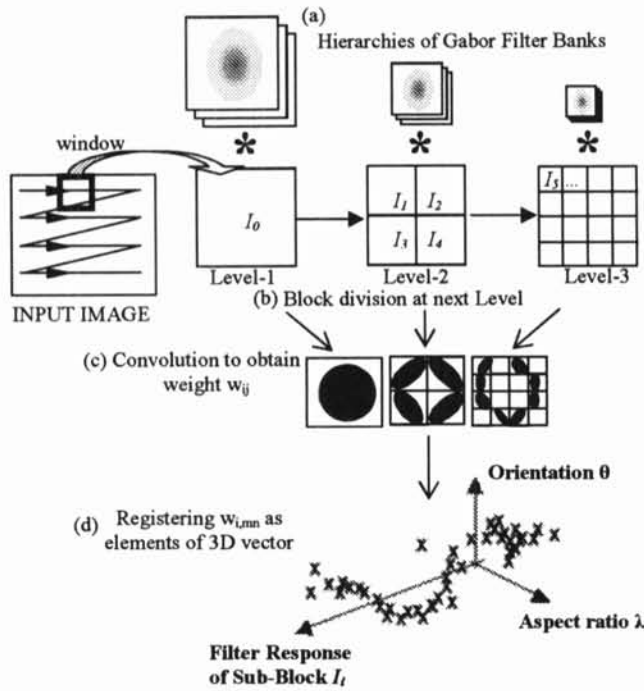 (a)
Hierarchies of Gabor Filter Banks
* * *
window
I₀
I₁ I₂
I₃ I₄
I₅ ...
Level-1 Level-2 Level-3
INPUT IMAGE
(b) Block division at next Level
(c) Convolution to obtain
weight wᵢⱼ
Orientation θ
(d) Registering wᵢ,ₘₙ as
elements of 3D vector
Aspect ratio λ
Filter Response
of Sub-Block Iₜ